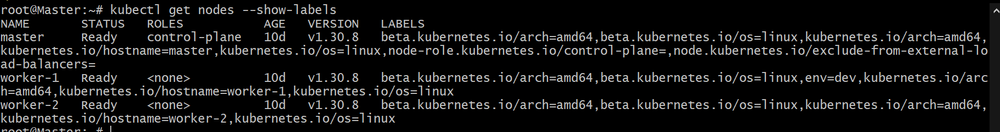 root@Master:~# kubectl get nodes --show-labels
NAME       STATUS   ROLES           AGE   VERSION   LABELS
master     Ready    control-plane   10d   v1.30.8   beta.kubernetes.io/arch=amd64,beta.kubernetes.io/os=linux,kubernetes.io/arch=amd64,
kubernetes.io/hostname=master,kubernetes.io/os=linux,node-role.kubernetes.io/control-plane=,node.kubernetes.io/exclude-from-external-lo
ad-balancers=
worker-1   Ready    <none>          10d   v1.30.8   beta.kubernetes.io/arch=amd64,beta.kubernetes.io/os=linux,env=dev,kubernetes.io/arc
h=amd64,kubernetes.io/hostname=worker-1,kubernetes.io/os=linux
worker-2   Ready    <none>          10d   v1.30.8   beta.kubernetes.io/arch=amd64,beta.kubernetes.io/os=linux,kubernetes.io/arch=amd64,
kubernetes.io/hostname=worker-2,kubernetes.io/os=linux
root@Master:~#